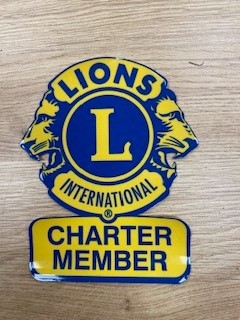 LIONS
L
INTERNATIONAL
®
CHARTER
MEMBER